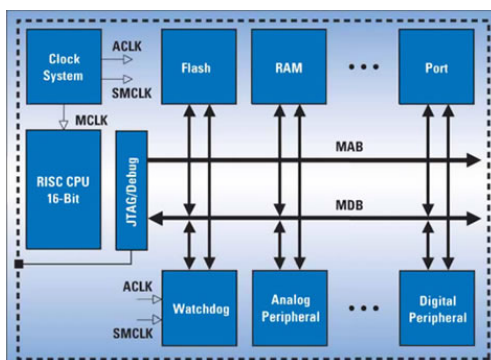 Clock
System
ACLK
SMCLK
Flash
RAM
Port
MCLK
RISC CPU
16-Bit
JTAG/Debug
MAB
MDB
ACLK
SMCLK
Watchdog
Analog
Peripheral
Digital
Peripheral